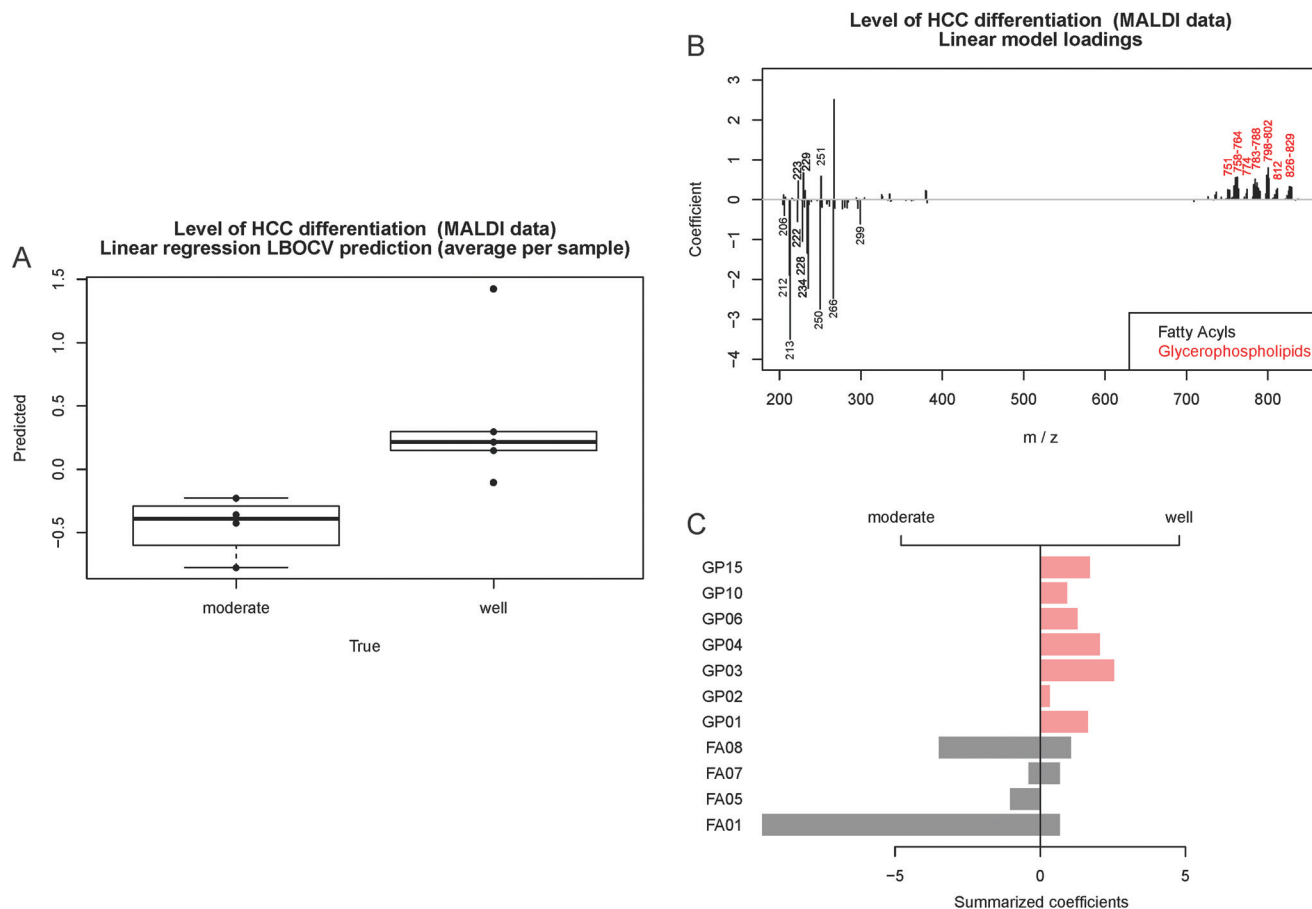 A
Level of HCC differentiation (MALDI data)
Linear regression LBOCV prediction (average per sample)
Predicted
1.5
1.0
0.5
0.0
−0.5
moderate
well
True
B
Level of HCC differentiation (MALDI data)
Linear model loadings
Coefficient
3
2
1
0
−1
−2
−3
−4
206
212
213
222
223
228
229
234
250
251
266
299
751
758-764
774
783-788
798-802
812
826-829
Fatty Acyls
Glycerophospholipids
200
300
400
500
600
700
800
m / z
C
moderate
well
GP15
GP10
GP06
GP04
GP03
GP02
GP01
FA08
FA07
FA05
FA01
−5
0
5
Summarized coefficients